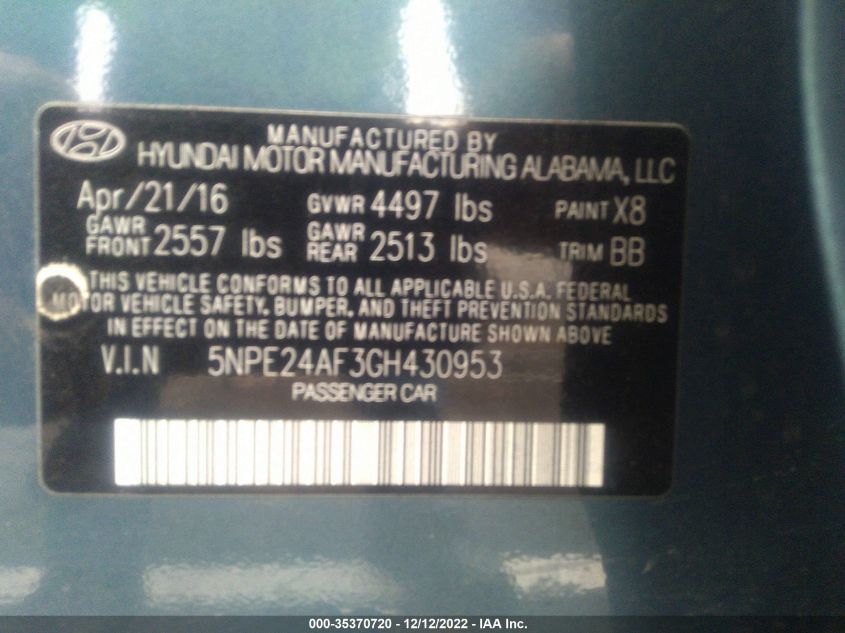 MANUFACTURED BY
HYUNDAI MOTOR MANUFACTURING ALABAMA, LLC
Apr/21/16 GVWR 4497 lbs PAINT X8
GAWR FRONT 2557 lbs GAWR REAR 2513 lbs TRIM BB
THIS VEHICLE CONFORMS TO ALL APPLICABLE U.S.A. FEDERAL
MOTOR VEHICLE SAFETY, BUMPER, AND THEFT PREVENTION STANDARDS
IN EFFECT ON THE DATE OF MANUFACTURE SHOWN ABOVE
V.I.N 5NPE24AF3GH430953
PASSENGER CAR
000-35370720 - 12/12/2022 - IAA Inc.